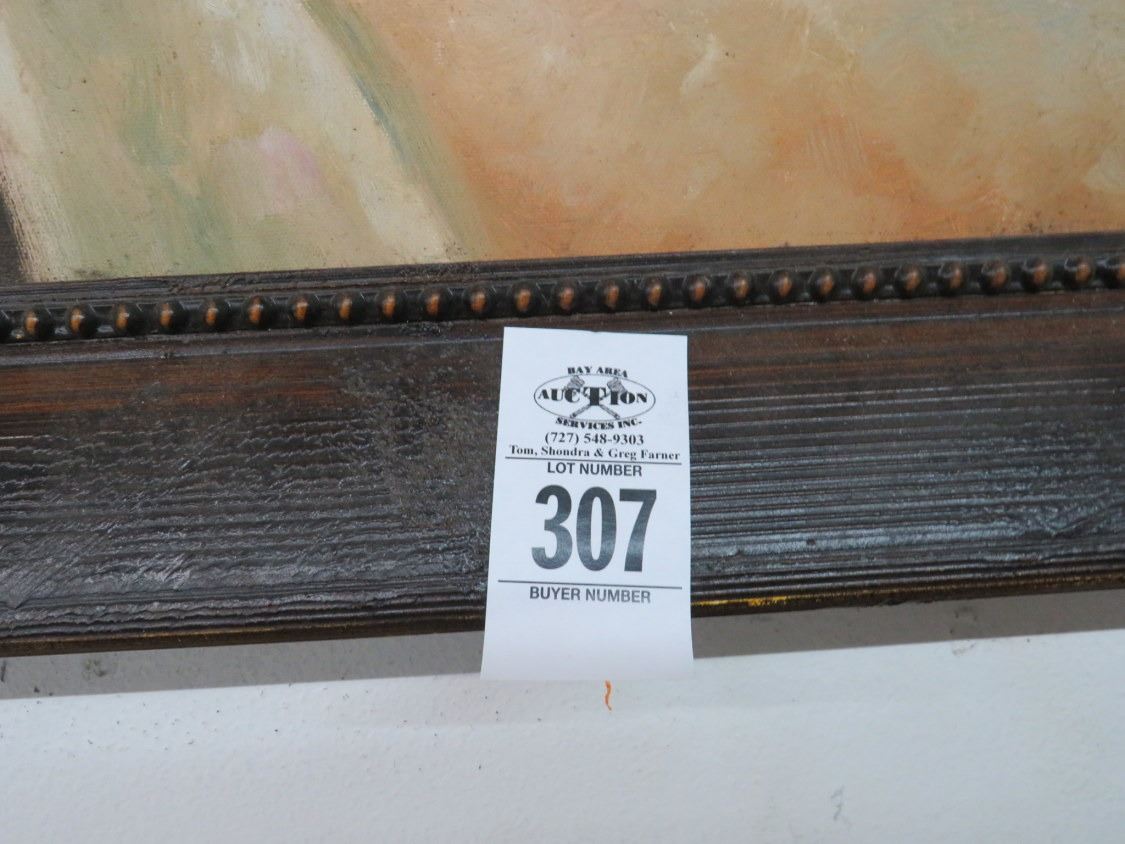 BAY AREA
AUCTION
SERVICES INC.
(727) 548-9303
Tom, Shondra & Greg Farner
LOT NUMBER
307
BUYER NUMBER